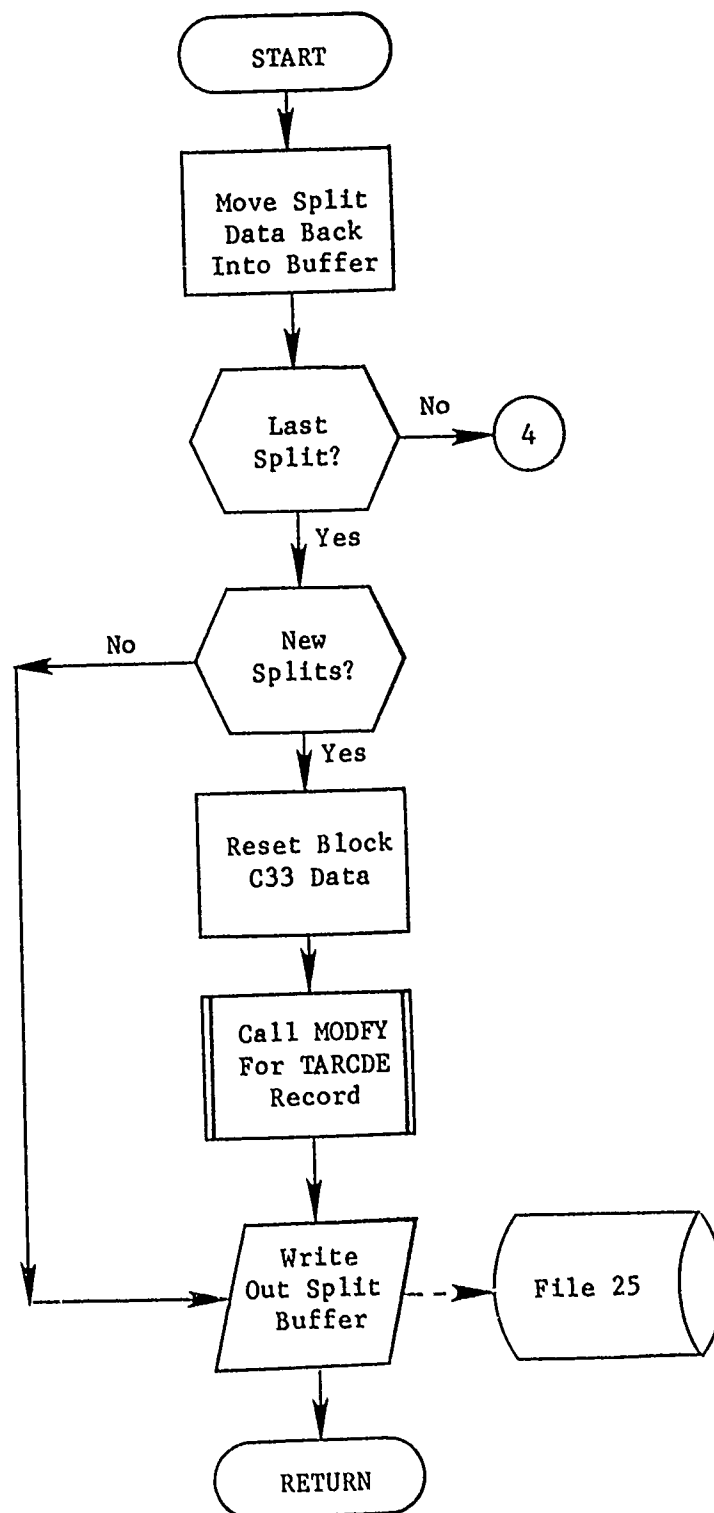 START
Move Split
Data Back
Into Buffer
Last
Split?
No
4
Yes
New
Splits?
No
Yes
Reset Block
C33 Data
Call MODFY
For TARCDE
Record
Write
Out Split
Buffer
File 25
RETURN